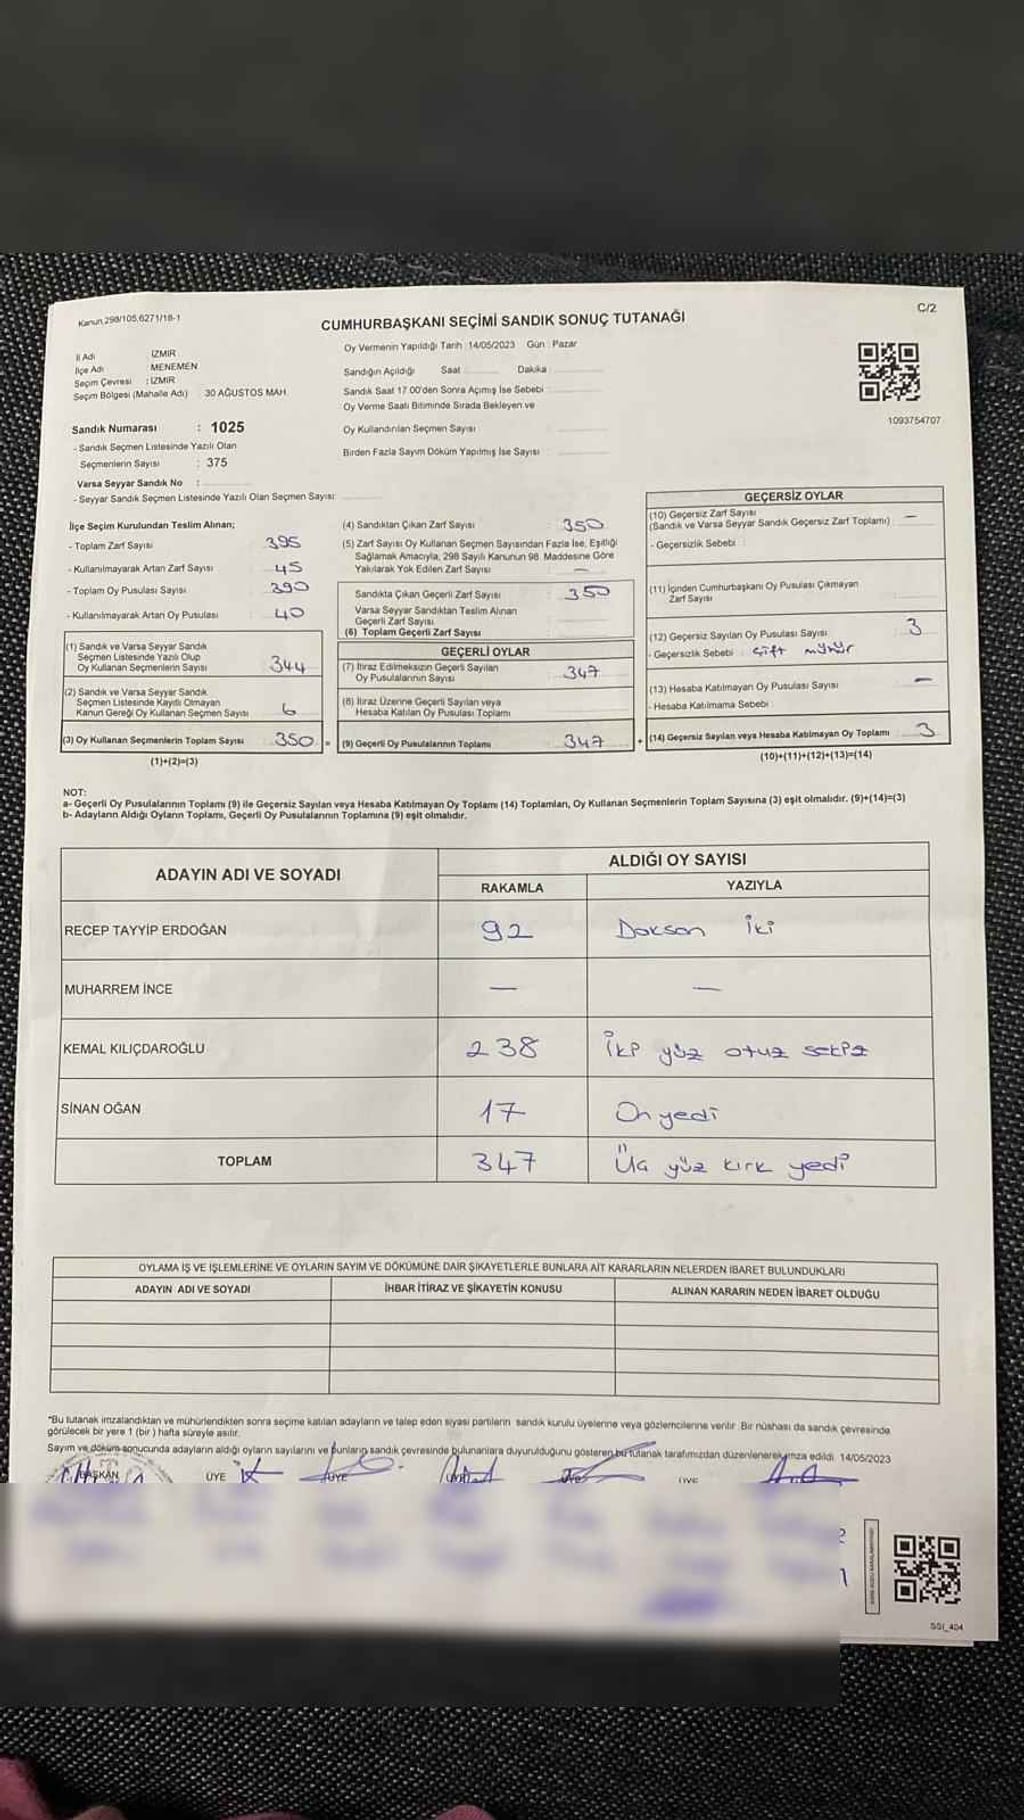 Kanun 298/105,6271/18-1
C/2
CUMHURBAŞKANI SEÇİMİ SANDIK SONUÇ TUTANAĞI
İl Adı : İZMİR
İlçe Adı : MENEMEN
Seçim Çevresi : İZMİR
Seçim Bölgesi (Mahalle Adı) 30 AĞUSTOS MAH.
Oy Vermenin Yapıldığı Tarih :14/05/2023 Gün : Pazar
Sandığın Açıldığı Saat Dakika
Sandık Saat 17.00'den Sonra Açımış İse Sebebi :
Oy Verme Saati Bitiminde Sırada Bekleyen ve
Oy Kullandırılan Seçmen Sayısı
Birden Fazla Sayım Döküm Yapılmış İse Sayısı
1093754707
Sandık Numarası : 1025
- Sandık Seçmen Listesinde Yazılı Olan
Seçmenlerin Sayısı : 375
Varsa Seyyar Sandık No :
- Seyyar Sandık Seçmen Listesinde Yazılı Olan Seçmen Sayısı:
İlçe Seçim Kurulundan Teslim Alınan;
- Toplam Zarf Sayısı 395
- Kullanılmayarak Artan Zarf Sayısı 45
- Toplam Oy Pusulası Sayısı 390
- Kullanılmayarak Artan Oy Pusulası 40
(1) Sandık ve Varsa Seyyar Sandık
Seçmen Listesinde Yazılı Olup
Oy Kullanan Seçmenlerin Sayısı 344
(2) Sandık ve Varsa Seyyar Sandık
Seçmen Listesinde Kayıtlı Olmayan
Kanun Gereği Oy Kullanan Seçmen Sayısı 6
(3) Oy Kullanan Seçmenlerin Toplam Sayısı 350 =
(1)+(2)=(3)
(4) Sandıktan Çıkan Zarf Sayısı : 350
(5) Zarf Sayısı Oy Kullanan Seçmen Sayısından Fazla İse, Eşitliği
Sağlamak Amacıyla, 298 Sayılı Kanunun 98. Maddesine Göre
Yakılarak Yok Edilen Zarf Sayısı —
Sandıkta Çıkan Geçerli Zarf Sayısı : 350
Varsa Seyyar Sandıktan Teslim Alınan
Geçerli Zarf Sayısı
(6) Toplam Geçerli Zarf Sayısı
GEÇERLİ OYLAR
(7) İtiraz Edilmeksizin Geçerli Sayılan
Oy Pusulalarının Sayısı 347
(8) İtiraz Üzerine Geçerli Sayılan veya
Hesaba Katılan Oy Pusulası Toplamı
(9) Geçerli Oy Pusulalarının Toplamı 347 +
GEÇERSİZ OYLAR
(10) Geçersiz Zarf Sayısı
(Sandık ve Varsa Seyyar Sandık Geçersiz Zarf Toplamı) —
- Geçersizlik Sebebi :
(11) İçinden Cumhurbaşkanı Oy Pusulası Çıkmayan
Zarf Sayısı
(12) Geçersiz Sayılan Oy Pusulası Sayısı 3
- Geçersizlik Sebebi : Çift mühür
(13) Hesaba Katılmayan Oy Pusulası Sayısı —
- Hesaba Katılmama Sebebi
(14) Geçersiz Sayılan veya Hesaba Katılmayan Oy Toplamı 3
(10)+(11)+(12)+(13)=(14)
NOT:
a- Geçerli Oy Pusulalarının Toplamı (9) ile Geçersiz Sayılan veya Hesaba Katılmayan Oy Toplamı (14) Toplamları, Oy Kullanan Seçmenlerin Toplam Sayısına (3) eşit olmalıdır. (9)+(14)=(3)
b- Adayların Aldığı Oyların Toplamı, Geçerli Oy Pusulalarının Toplamına (9) eşit olmalıdır.
ADAYIN ADI VE SOYADI
ALDIĞI OY SAYISI
RAKAMLA YAZIYLA
RECEP TAYYİP ERDOĞAN 92 Doksan İki
MUHARREM İNCE — —
KEMAL KILIÇDAROĞLU 238 İki yüz otuz sekiz
SİNAN OĞAN 17 On yedi
TOPLAM 347 Üç yüz kırk yedi
OYLAMA İŞ VE İŞLEMLERİNE VE OYLARIN SAYIM VE DÖKÜMÜNE DAİR ŞİKAYETLERLE BUNLARA AİT KARARLARIN NELERDEN İBARET BULUNDUKLARI
ADAYIN ADI VE SOYADI İHBAR İTİRAZ VE ŞİKAYETİN KONUSU ALINAN KARARIN NEDEN İBARET OLDUĞU
*Bu tutanak imzalandıktan ve mühürlendikten sonra seçime katılan adayların ve talep eden siyasi partilerin sandık kurulu üyelerine veya gözlemcilerine verilir. Bir nüshası da sandık çevresinde
görülecek bir yere 1 (bir) hafta süreyle asılır.
Sayım ve döküm sonucunda adayların aldığı oyların sayılarını ve bunların sandık çevresinde bulunanlara duyurulduğunu gösteren bu tutanak tarafımızdan düzenlenerek imza edildi. 14/05/2023
BAŞKAN ÜYE ÜYE ÜYE
SSI_404